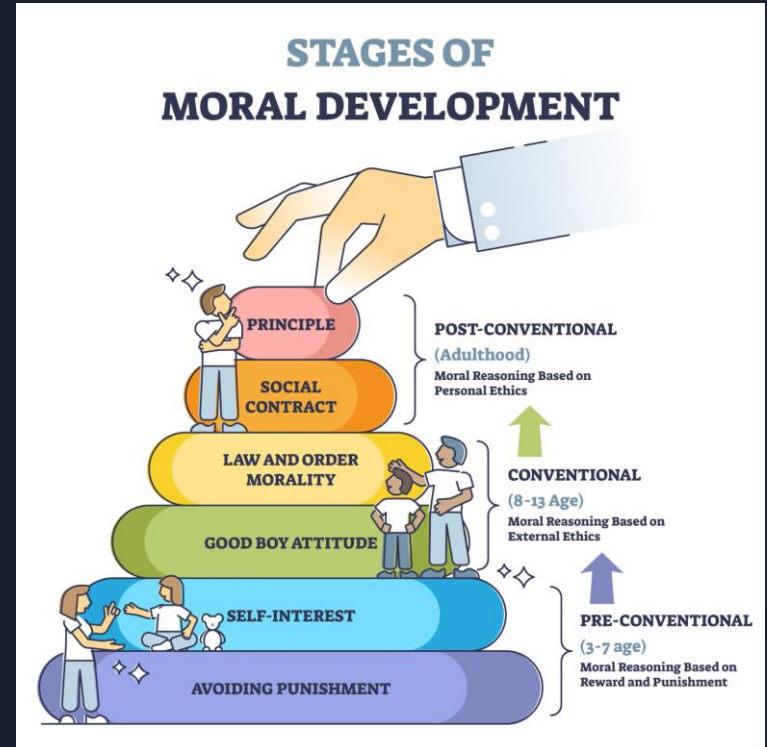 STAGES OF
MORAL DEVELOPMENT
PRINCIPLE
SOCIAL
CONTRACT
LAW AND ORDER
MORALITY
GOOD BOY ATTITUDE
SELF-INTEREST
AVOIDING PUNISHMENT
POST-CONVENTIONAL
(Adulthood)
Moral Reasoning Based on
Personal Ethics
CONVENTIONAL
(8-13 Age)
Moral Reasoning Based on
External Ethics
PRE-CONVENTIONAL
(3-7 age)
Moral Reasoning Based on
Reward and Punishment